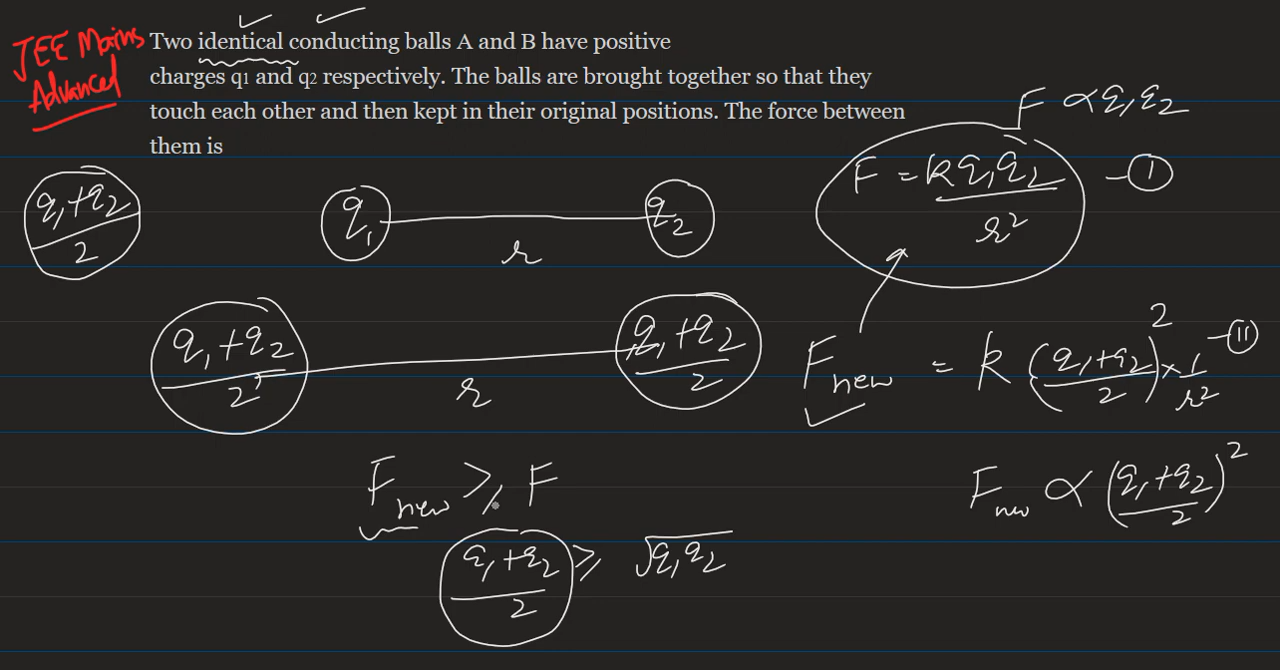 JEE Mains
Advanced
Two identical conducting balls A and B have positive
charges q1 and q2 respectively. The balls are brought together so that they
touch each other and then kept in their original positions. The force between
them is
F ∝ q₁q₂
F = kq₁q₂/r² - ①
(q₁+q₂)/2
q₁ q₂
r
(q₁+q₂)/2 (q₁+q₂)/2
r
Fnew = k ((q₁+q₂)/2)² × 1/r² - ⑪
Fnew ⩾ F
Fnew ∝ ((q₁+q₂)/2)²
(q₁+q₂)/2 ⩾ √q₁q₂